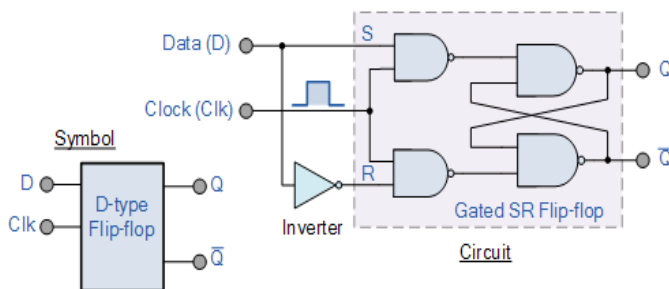 Data (D)
S
Q
Clock (Clk)
Symbol
D
Q
D-type
Flip-flop
Clk
Q̅
R
Inverter
Q̅
Gated SR Flip-flop
Circuit